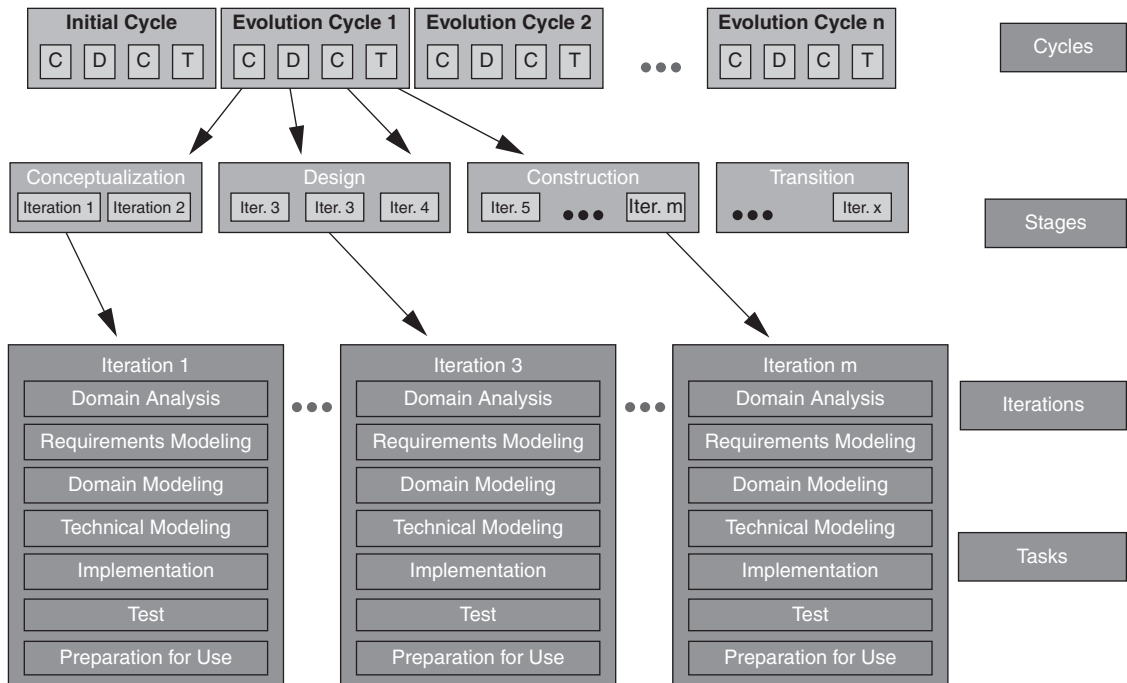 Initial Cycle
C D C T
Evolution Cycle 1
C D C T
Evolution Cycle 2
C D C T
Evolution Cycle n
C D C T
Cycles
Conceptualization
Iteration 1 Iteration 2
Design
Iter. 3 Iter. 3 Iter. 4
Construction
Iter. 5 Iter. m
Transition
Iter. x
Stages
Iteration 1
Domain Analysis
Requirements Modeling
Domain Modeling
Technical Modeling
Implementation
Test
Preparation for Use
Iteration 3
Domain Analysis
Requirements Modeling
Domain Modeling
Technical Modeling
Implementation
Test
Preparation for Use
Iteration m
Domain Analysis
Requirements Modeling
Domain Modeling
Technical Modeling
Implementation
Test
Preparation for Use
Iterations
Tasks